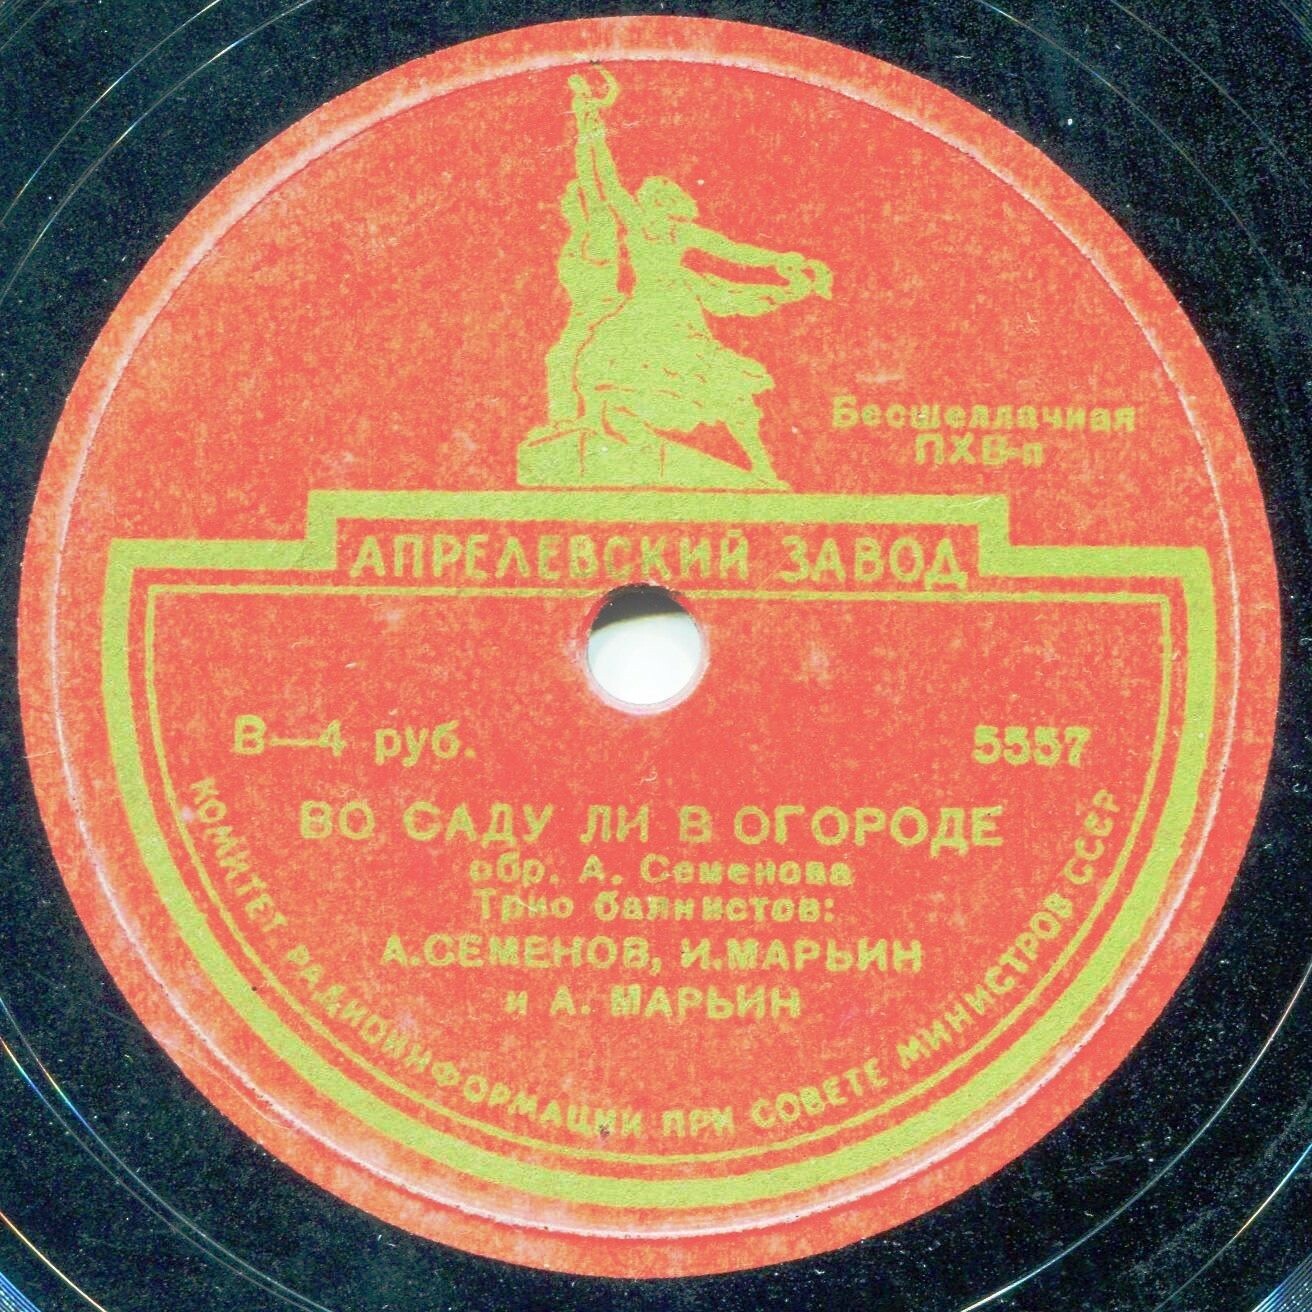 Бесшеллачная
ПХВ-п
АПРЕЛЕВСКИЙ ЗАВОД
В—4 руб.
5557
ВО САДУ ЛИ В ОГОРОДЕ
обр. А. Семенова
Трио баянистов:
А.СЕМЕНОВ, И.МАРЬИН
и А. МАРЬИН
КОМИТЕТ РАДИОИНФОРМАЦИИ ПРИ СОВЕТЕ МИНИСТРОВ СССР